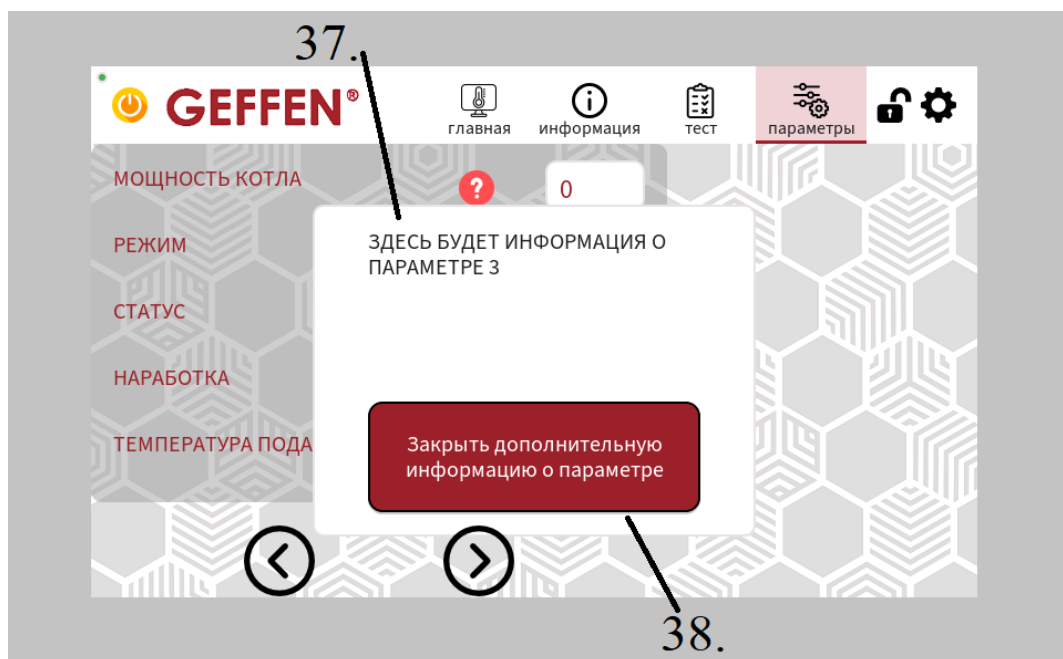 37.
GEFFEN®
главная
информация
тест
параметры
МОЩНОСТЬ КОТЛА
?
0
РЕЖИМ
ЗДЕСЬ БУДЕТ ИНФОРМАЦИЯ О
ПАРАМЕТРЕ 3
СТАТУС
НАРАБОТКА
ТЕМПЕРАТУРА ПОДА
Закрыть дополнительную
информацию о параметре
38.